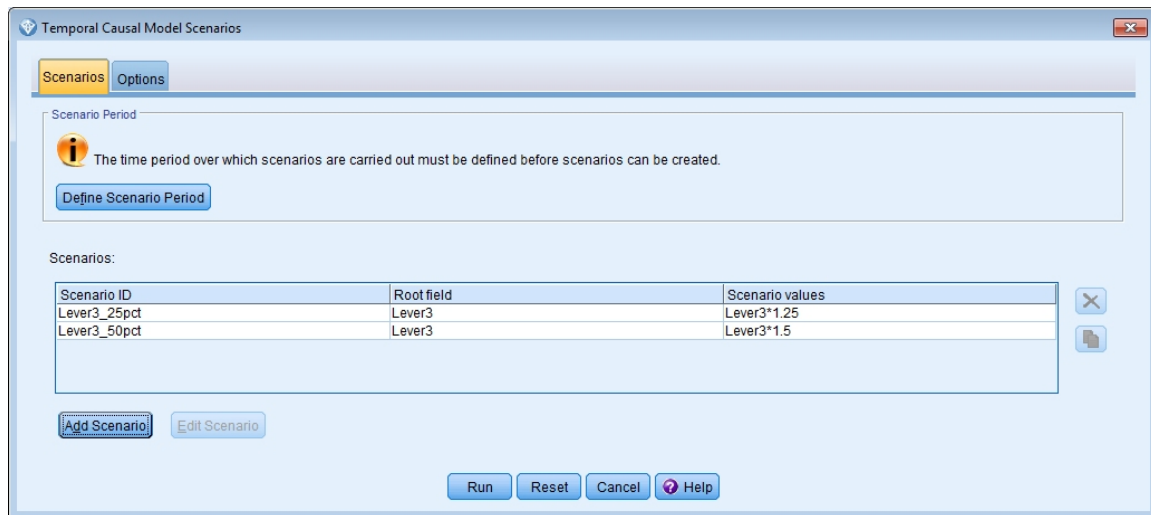 Temporal Causal Model Scenarios
Scenarios Options
Scenario Period
The time period over which scenarios are carried out must be defined before scenarios can be created.
Define Scenario Period
Scenarios:
Scenario ID Root field Scenario values
Lever3_25pct Lever3 Lever3*1.25
Lever3_50pct Lever3 Lever3*1.5
Add Scenario Edit Scenario
Run Reset Cancel Help